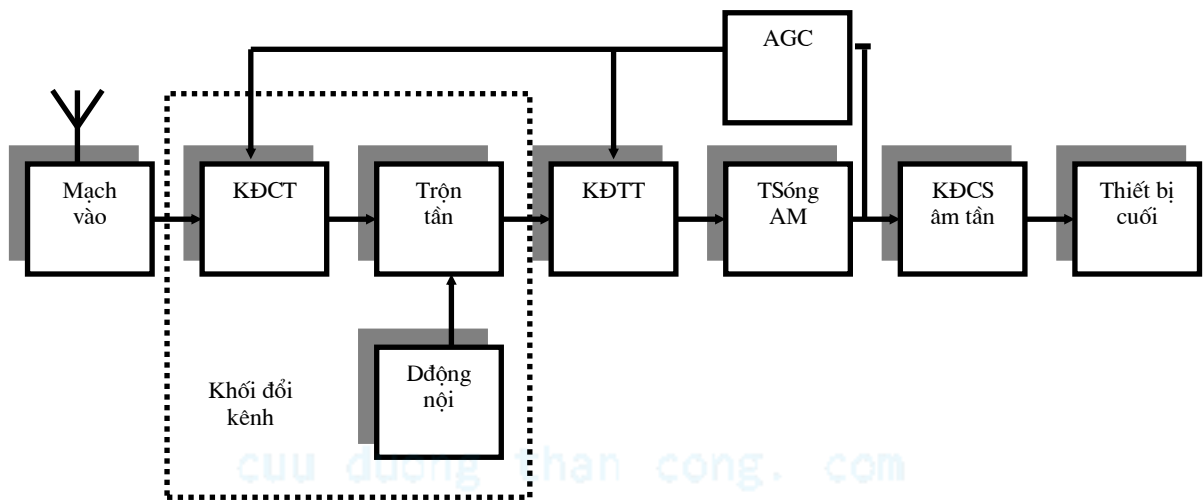 AGC
Mạch
vào
KĐCT
Trộn
tần
KĐTT
TSóng
AM
KĐCS
âm tần
Thiết bị
cuối
Dđộng
nội
Khối đổi
kênh
cuu duong than cong. com